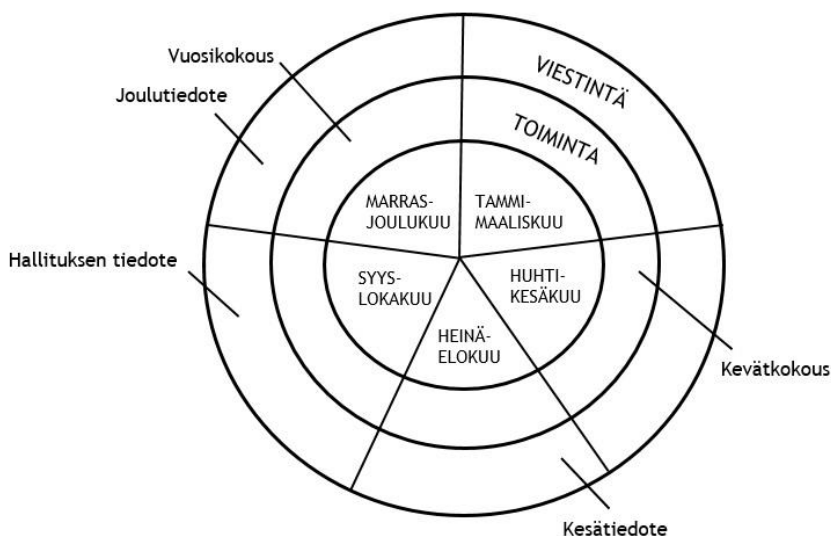 Vuosikokous
Joulutiedote
VIESTINTÄ
TOIMINTA
MARRAS-
JOULUKUU
TAMMI-
MAALISKUU
Hallituksen tiedote
SYYS-
LOKAKUU
HUHTI-
KESÄKUU
HEINÄ-
ELOKUU
Kevätkokous
Kesätiedote